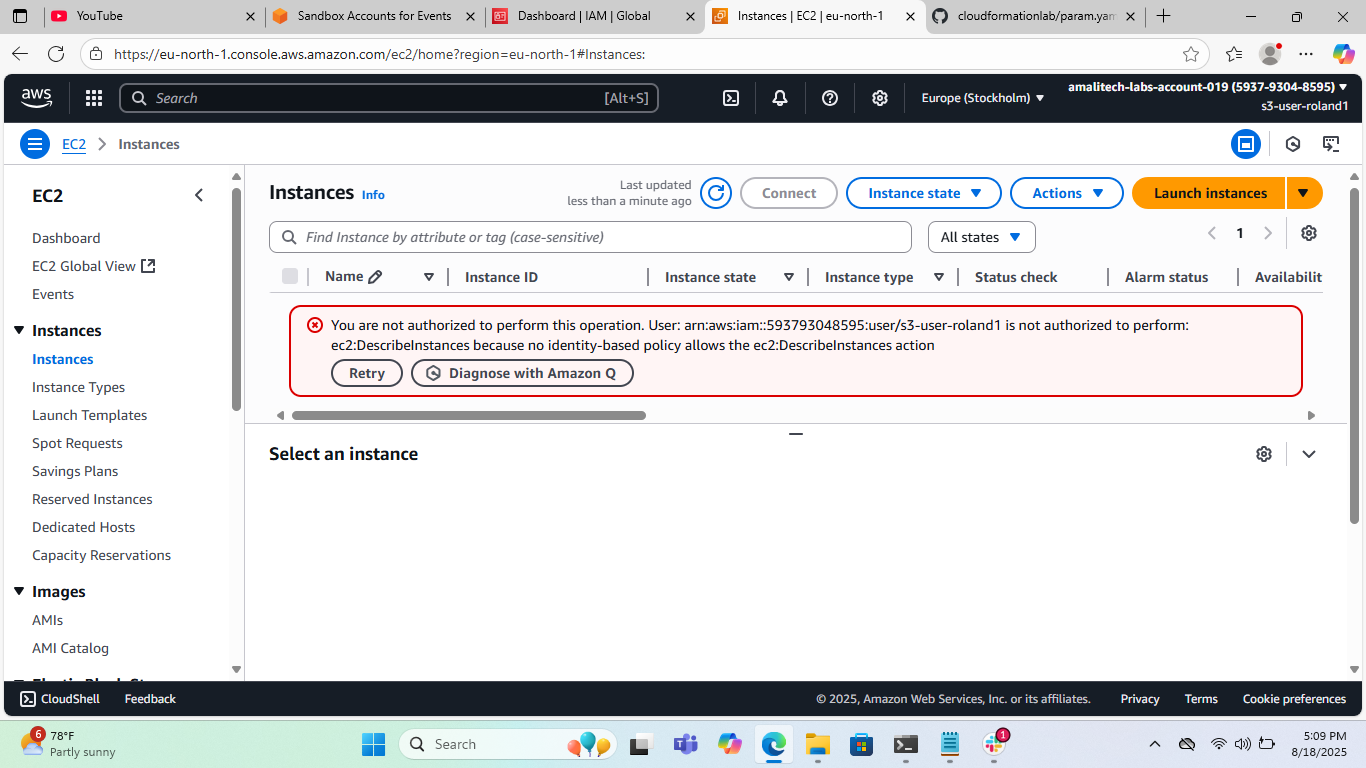 YouTube
Sandbox Accounts for Events
Dashboard | IAM | Global
Instances | EC2 | eu-north-1
cloudformationlab/param.yam
https://eu-north-1.console.aws.amazon.com/ec2/home?region=eu-north-1#Instances:
aws
Search
[Alt+S]
Europe (Stockholm)
amalitech-labs-account-019 (5937-9304-8595)
s3-user-roland1
EC2
Instances
EC2
Dashboard
EC2 Global View
Events
Instances
Instances
Instance Types
Launch Templates
Spot Requests
Savings Plans
Reserved Instances
Dedicated Hosts
Capacity Reservations
Images
AMIs
AMI Catalog
Instances Info
Last updated
less than a minute ago
Connect
Instance state
Actions
Launch instances
Find Instance by attribute or tag (case-sensitive)
All states
1
Name
Instance ID
Instance state
Instance type
Status check
Alarm status
Availabilit
You are not authorized to perform this operation. User: arn:aws:iam::593793048595:user/s3-user-roland1 is not authorized to perform:
ec2:DescribeInstances because no identity-based policy allows the ec2:DescribeInstances action
Retry
Diagnose with Amazon Q
Select an instance
CloudShell
Feedback
© 2025, Amazon Web Services, Inc. or its affiliates.
Privacy
Terms
Cookie preferences
6
78°F
Partly sunny
Search
1
5:09 PM
8/18/2025